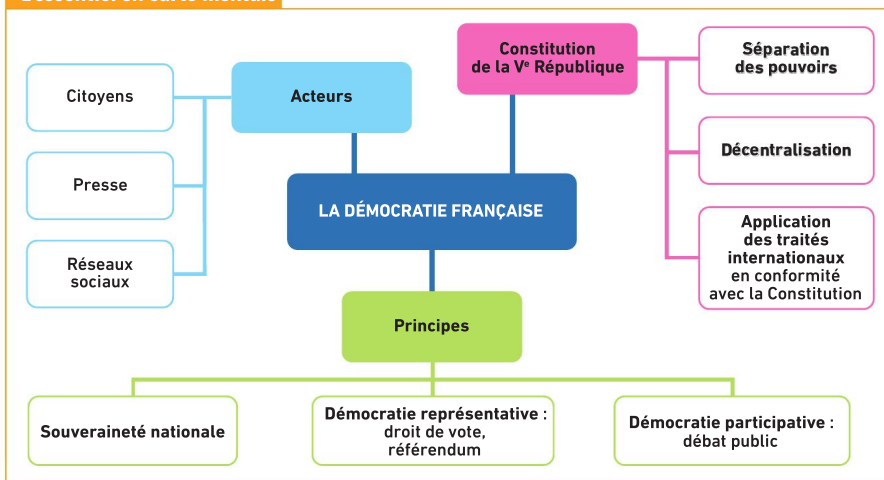 Constitution
de la Vᵉ République
Séparation
des pouvoirs
Citoyens
Acteurs
Décentralisation
Presse
LA DÉMOCRATIE FRANÇAISE
Application
des traités
internationaux
en conformité
avec la Constitution
Réseaux
sociaux
Principes
Souveraineté nationale
Démocratie représentative :
droit de vote,
référendum
Démocratie participative :
débat public